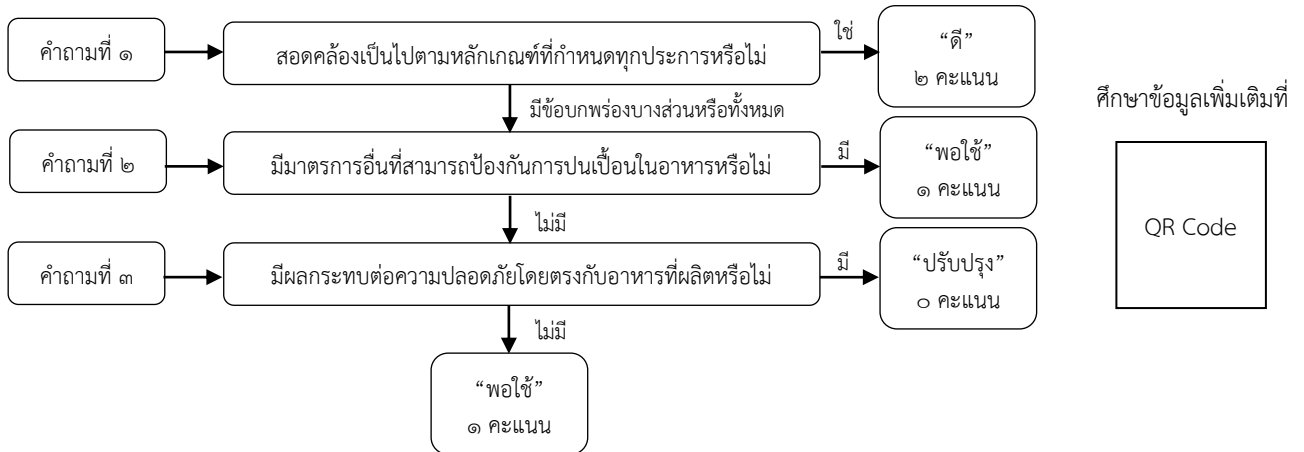 คำถามที่ ๑
สอดคล้องเป็นไปตามหลักเกณฑ์ที่กำหนดทุกประการหรือไม่
ใช่
“ดี”
๒ คะแนน
มีข้อบกพร่องบางส่วนหรือทั้งหมด
ศึกษาข้อมูลเพิ่มเติมที่
คำถามที่ ๒
มีมาตรการอื่นที่สามารถป้องกันการปนเปื้อนในอาหารหรือไม่
มี
“พอใช้”
๑ คะแนน
ไม่มี
QR Code
คำถามที่ ๓
มีผลกระทบต่อความปลอดภัยโดยตรงกับอาหารที่ผลิตหรือไม่
มี
“ปรับปรุง”
๐ คะแนน
ไม่มี
“พอใช้”
๑ คะแนน